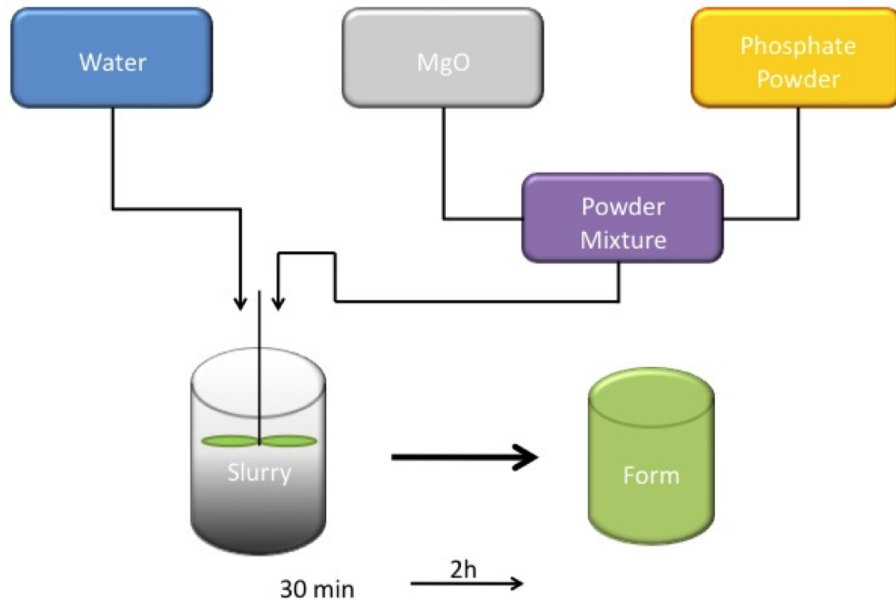 Water
MgO
Phosphate
Powder
Powder
Mixture
Slurry
Form
30 min
2h